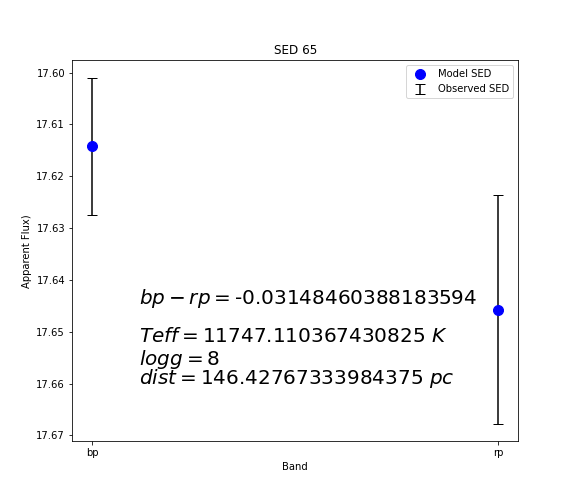 SED 65
Model SED
Observed SED
17.60
17.61
17.62
17.63
17.64
17.65
17.66
17.67
Apparent Flux)
bp − rp = -0.03148460388183594
Teff = 11747.110367430825 K
logg = 8
dist = 146.42767333984375 pc
bp
rp
Band